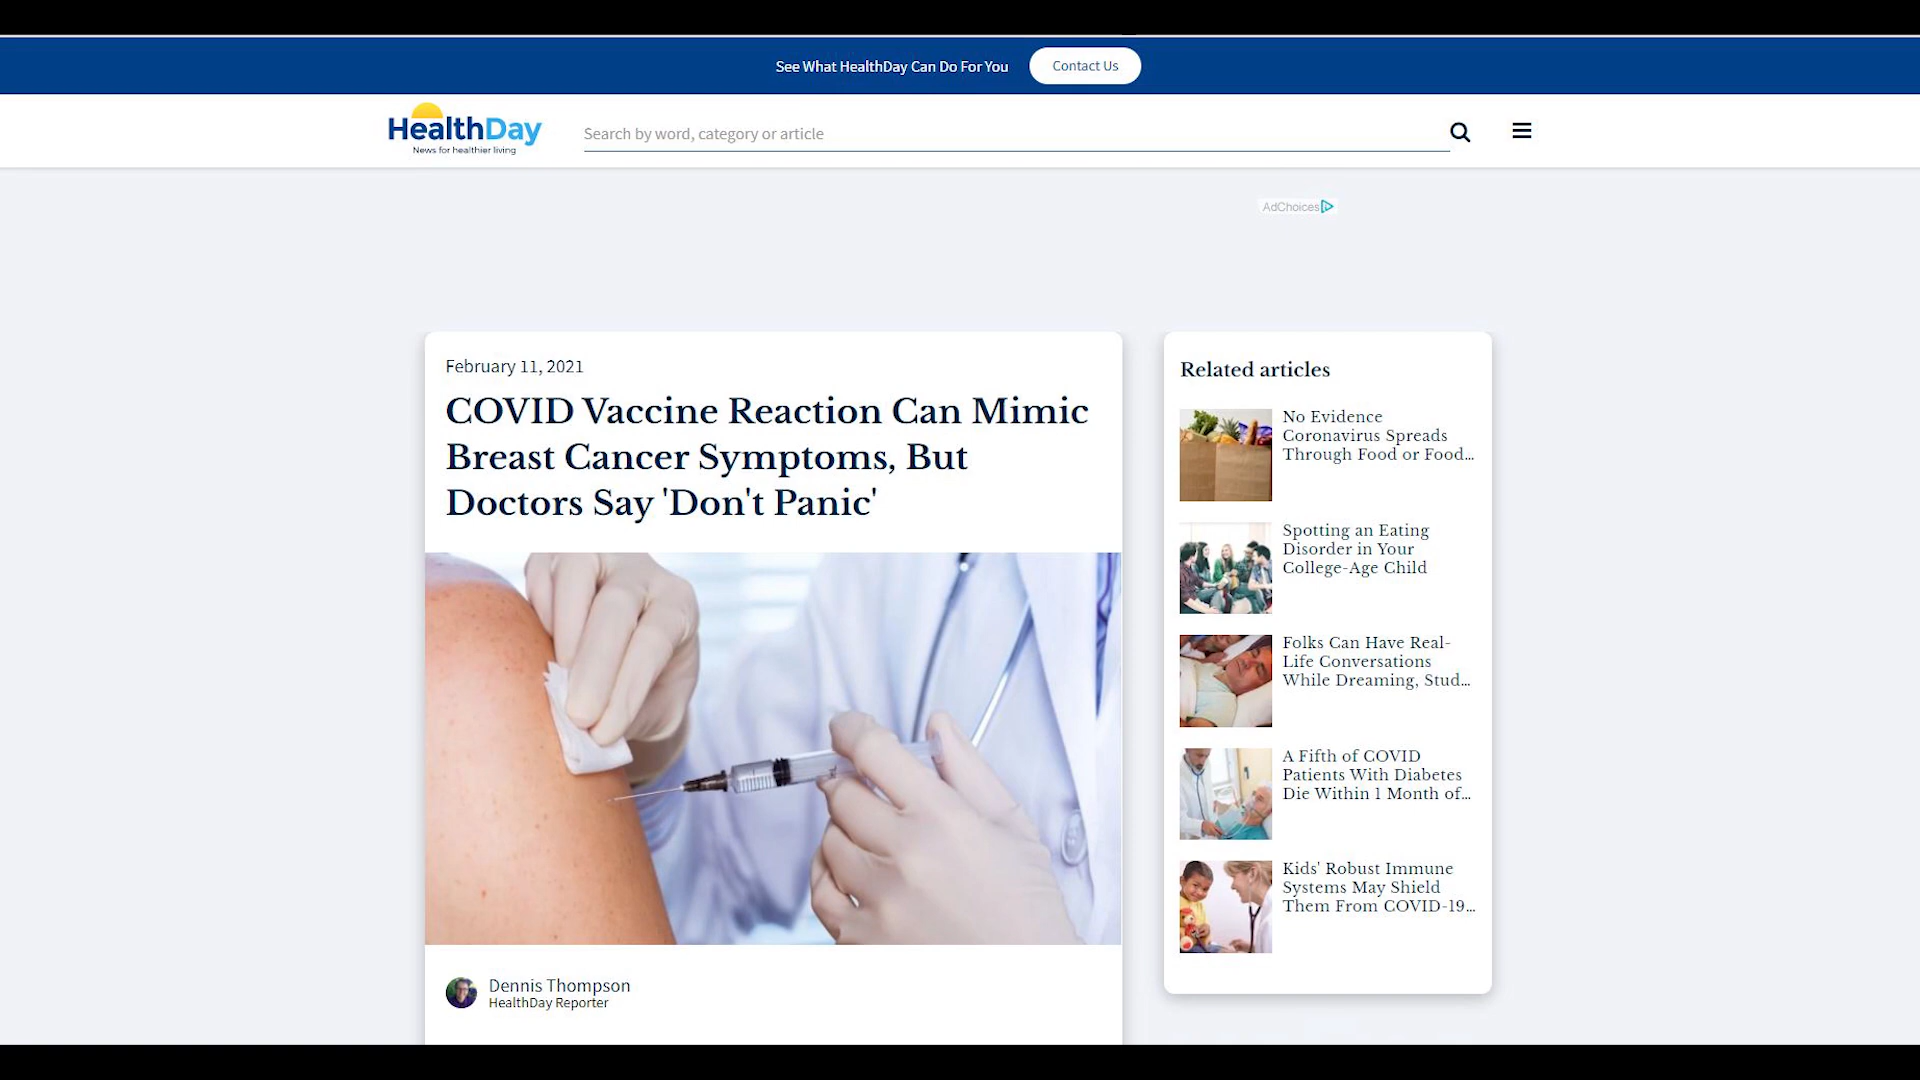 See What HealthDay Can Do For You
Contact Us
HealthDay
News for healthier living
Search by word, category or article
AdChoices
February 11, 2021
COVID Vaccine Reaction Can Mimic
Breast Cancer Symptoms, But
Doctors Say 'Don't Panic'
Dennis Thompson
HealthDay Reporter
Related articles
No Evidence
Coronavirus Spreads
Through Food or Food...
Spotting an Eating
Disorder in Your
College-Age Child
Folks Can Have Real-
Life Conversations
While Dreaming, Stud...
A Fifth of COVID
Patients With Diabetes
Die Within 1 Month of...
Kids' Robust Immune
Systems May Shield
Them From COVID-19...